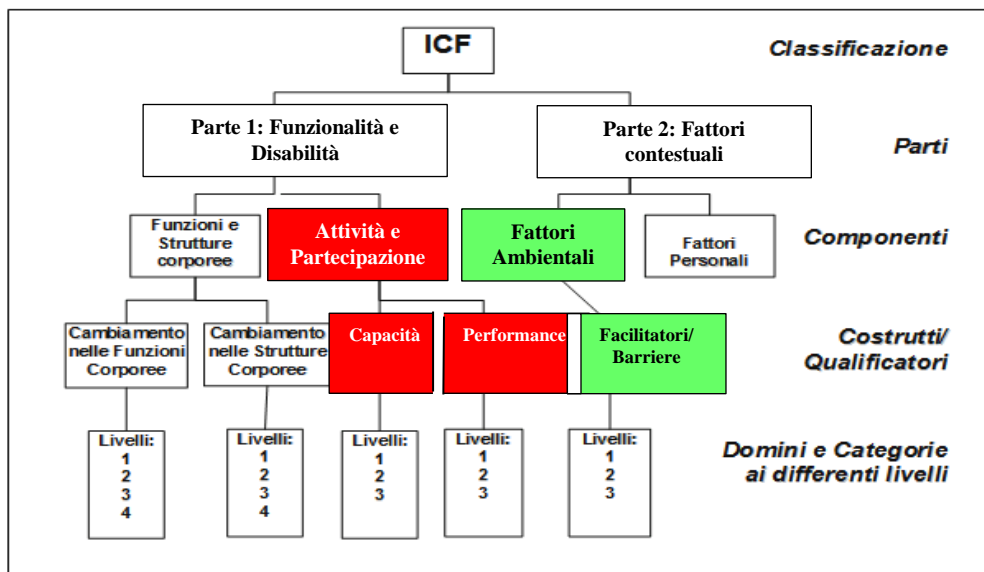 ICF
Classificazione
Parte 1: Funzionalità e
Disabilità
Parte 2: Fattori
contestuali
Parti
Funzioni e
Strutture
corporee
Attività e
Partecipazione
Fattori
Ambientali
Fattori
Personali
Componenti
Cambiamento
nelle Funzioni
Corporee
Cambiamento
nelle Strutture
Corporee
Capacità
Performance
Facilitatori/
Barriere
Costrutti/
Qualificatori
Livelli:
1
2
3
4
Livelli:
1
2
3
4
Livelli:
1
2
3
Livelli:
1
2
3
Livelli:
1
2
3
Domini e Categorie
ai differenti livelli